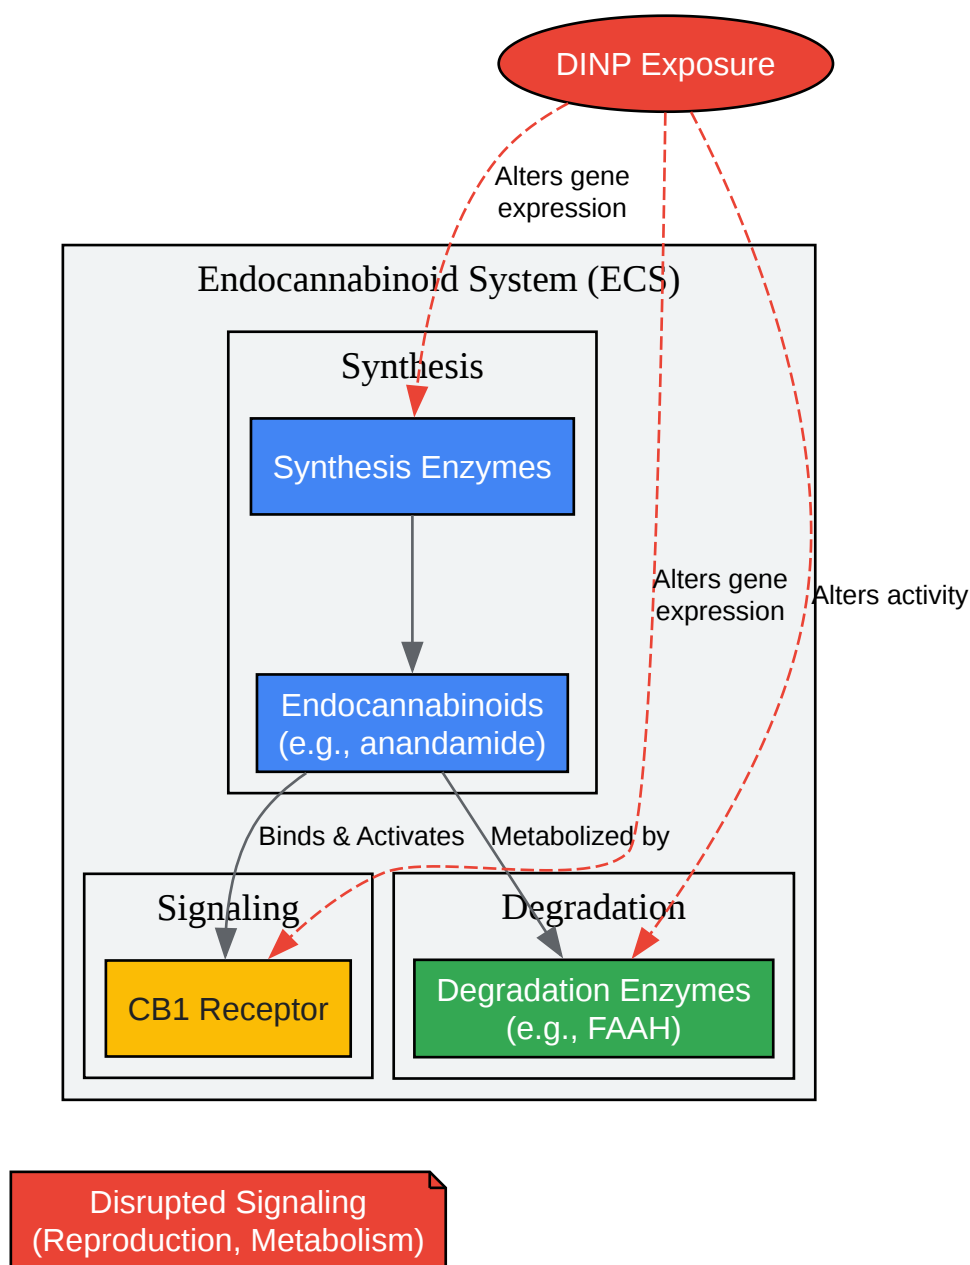 DINP Exposure
Alters gene
expression
Endocannabinoid System (ECS)
Synthesis
Synthesis Enzymes
Alters gene
expression
Alters activity
Endocannabinoids
(e.g., anandamide)
Binds & Activates
Metabolized by
Signaling
Degradation
CB1 Receptor
Degradation Enzymes
(e.g., FAAH)
Disrupted Signaling
(Reproduction, Metabolism)